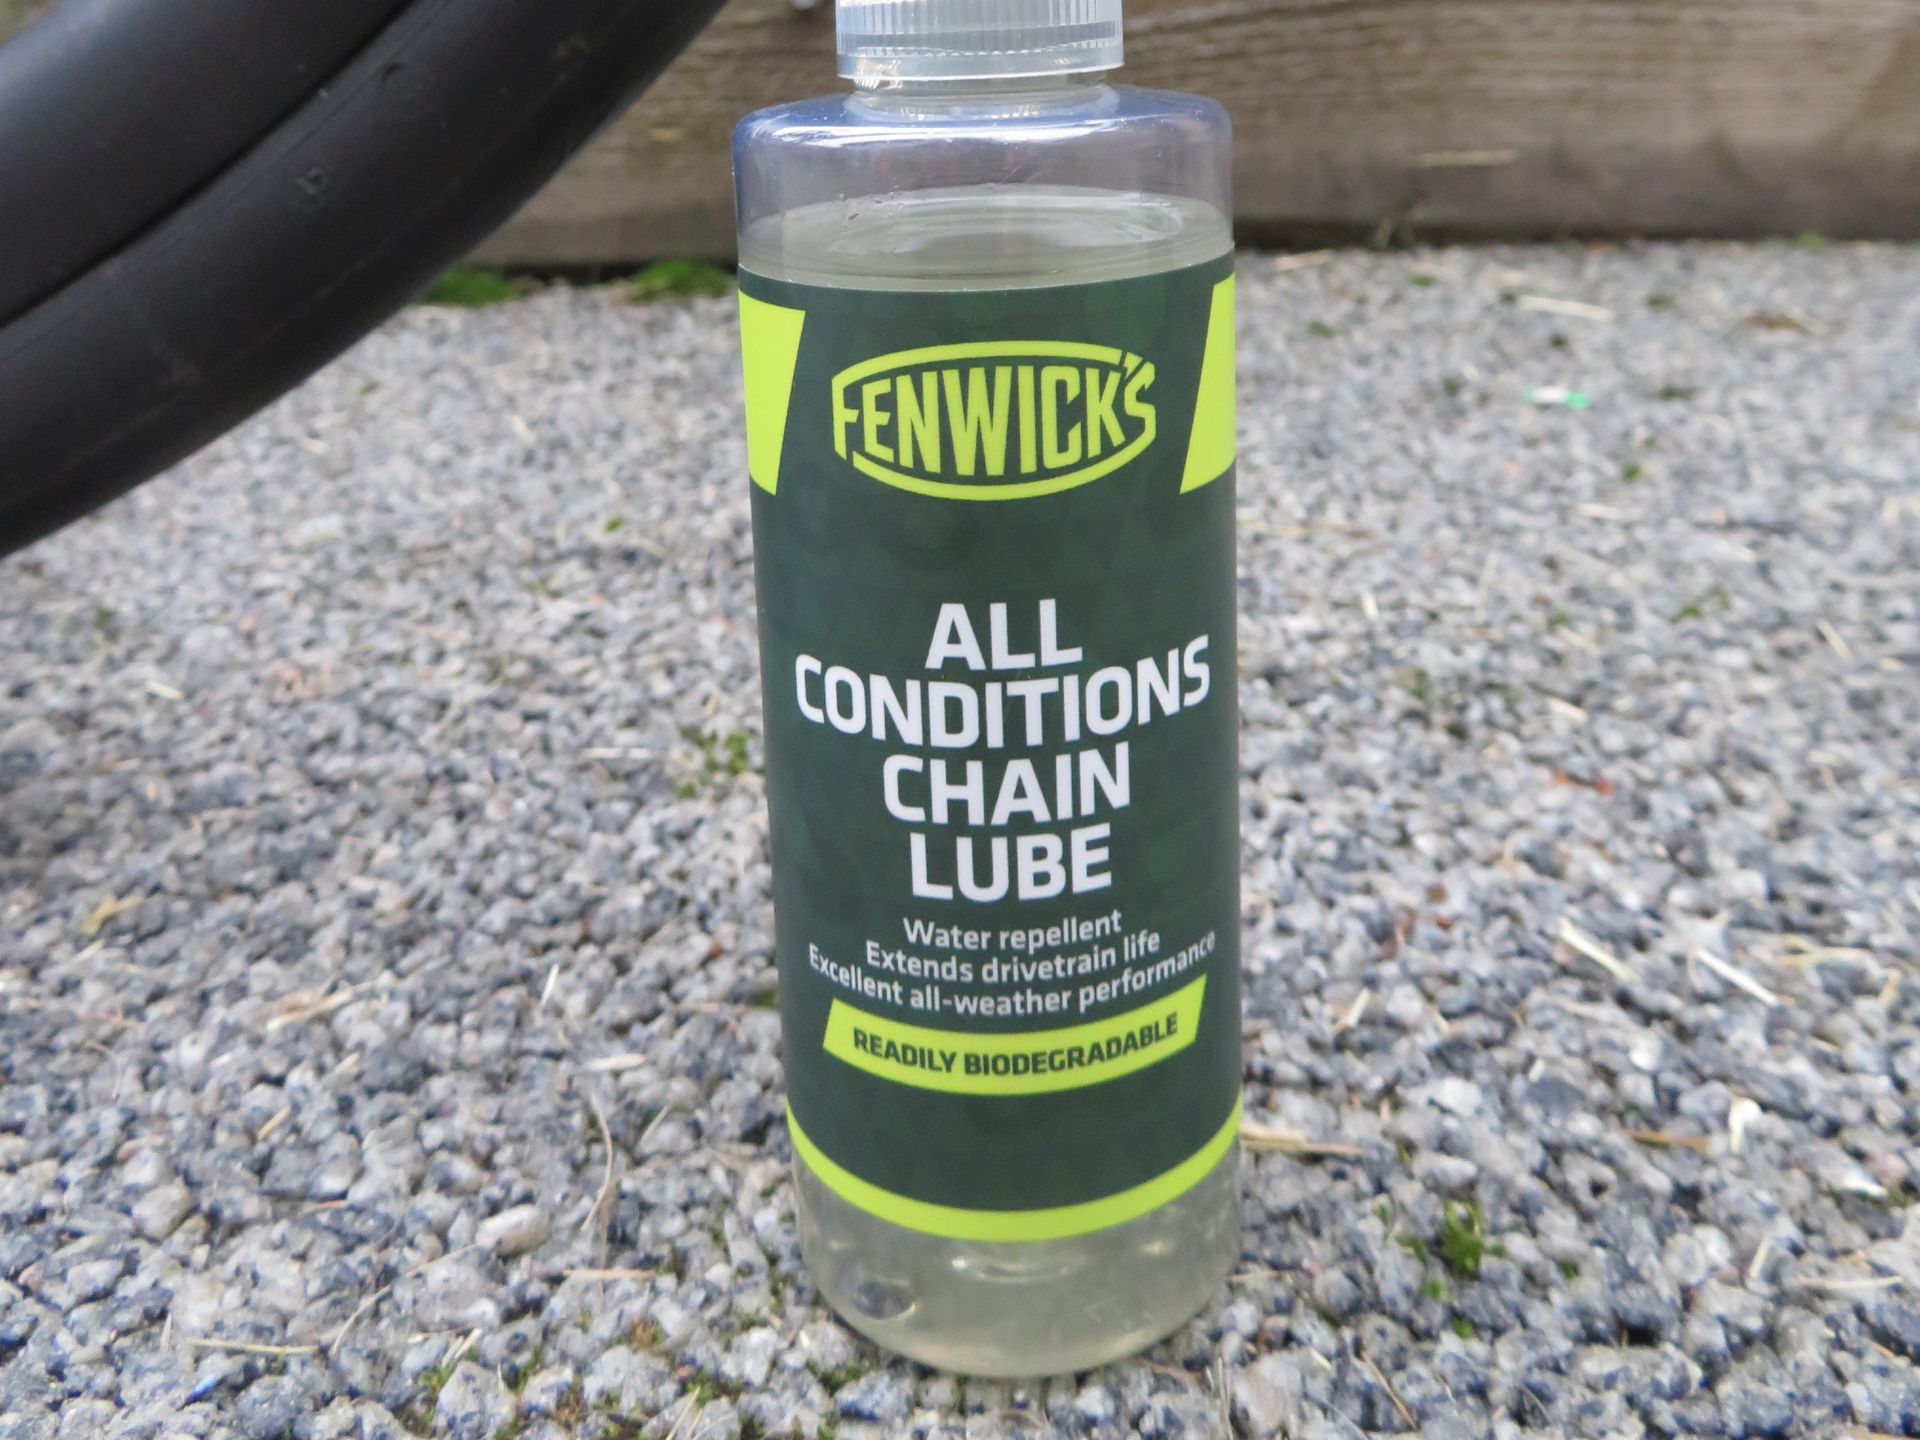 FENWICK'S
ALL
CONDITIONS
CHAIN
LUBE
Water repellent
Extends drivetrain life
Excellent all-weather performance
READILY BIODEGRADABLE